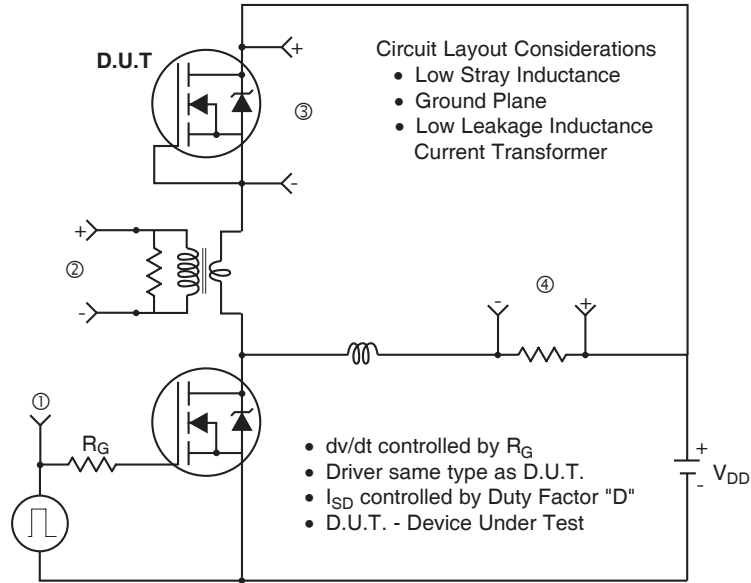 D.U.T
+
Circuit Layout Considerations
• Low Stray Inductance
• Ground Plane
• Low Leakage Inductance
Current Transformer
③
-
+
②
-
④
-
+
①
R_G
• dv/dt controlled by R_G
• Driver same type as D.U.T.
• I_SD controlled by Duty Factor "D"
• D.U.T. - Device Under Test
+
V_DD
-